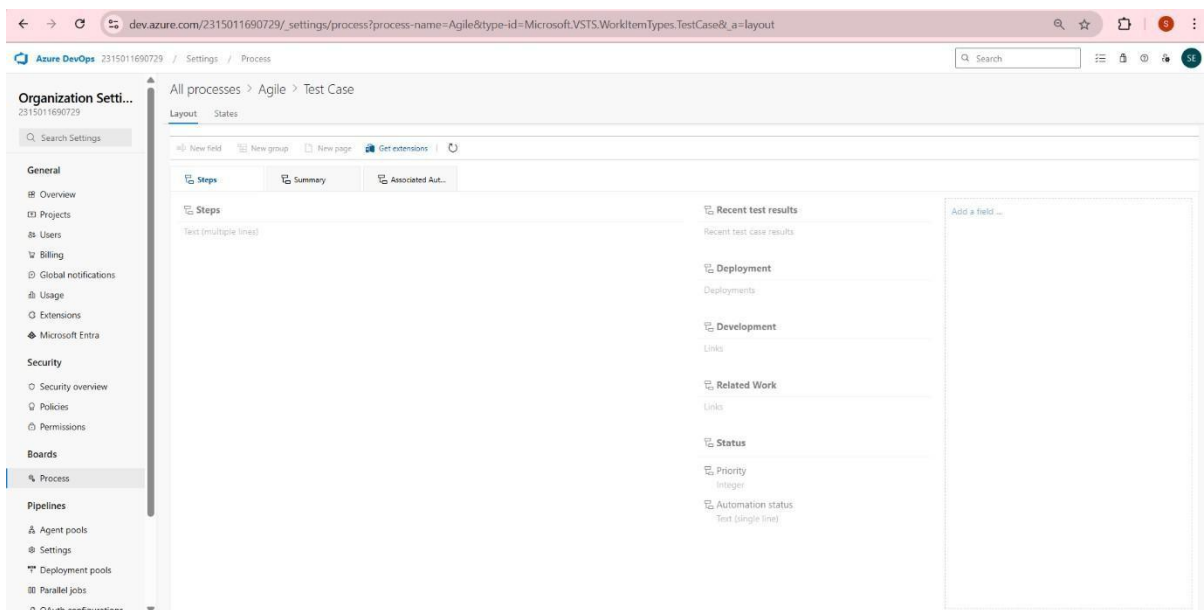 dev.azure.com/2315011690729/_settings/process?process-name=Agile&type-id=Microsoft.VSTS.WorkItemTypes.TestCase&_a=layout
S
Azure DevOps 2315011690729 / Settings / Process
Search
SE
Organization Setti...
2315011690729
Search Settings
General
Overview
Projects
Users
Billing
Global notifications
Usage
Extensions
Microsoft Entra
Security
Security overview
Policies
Permissions
Boards
Process
Pipelines
Agent pools
Settings
Deployment pools
Parallel jobs
OAuth configurations
All processes > Agile > Test Case
Layout States
New field New group New page Get extensions
Steps Summary Associated Aut...
Steps
Text (multiple lines)
Recent test results
Recent test case results
Deployment
Deployments
Development
Links
Related Work
Links
Status
Priority
Integer
Automation status
Text (single line)
Add a field ...